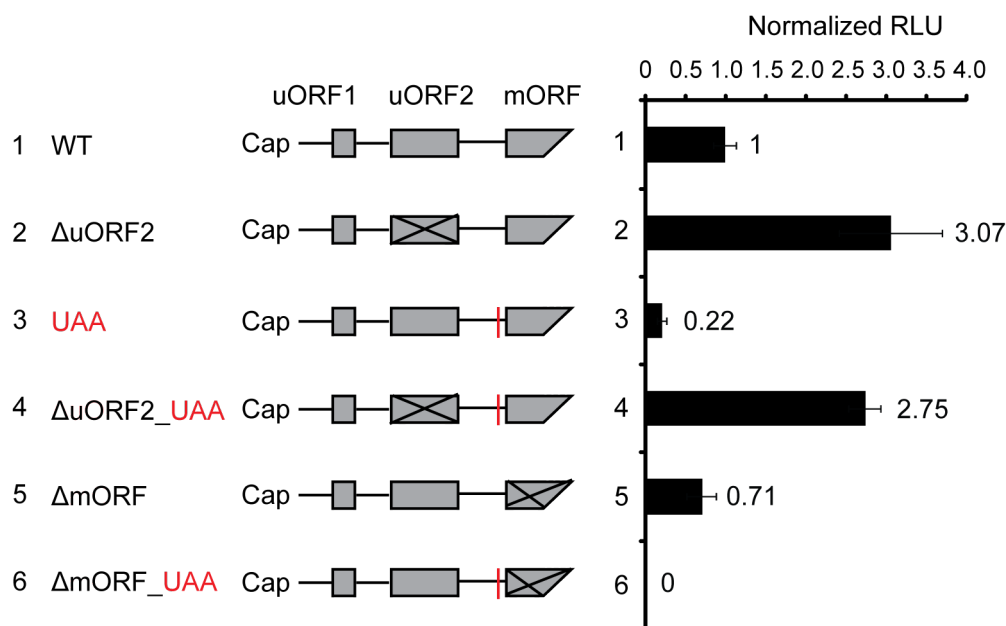 Normalized RLU
0 0.5 1.0 1.5 2.0 2.5 3.0 3.5 4.0
uORF1 uORF2 mORF
1 WT Cap 1 1
2 ΔuORF2 Cap 2 3.07
3 UAA Cap 3 0.22
4 ΔuORF2_UAA Cap 4 2.75
5 ΔmORF Cap 5 0.71
6 ΔmORF_UAA Cap 6 0